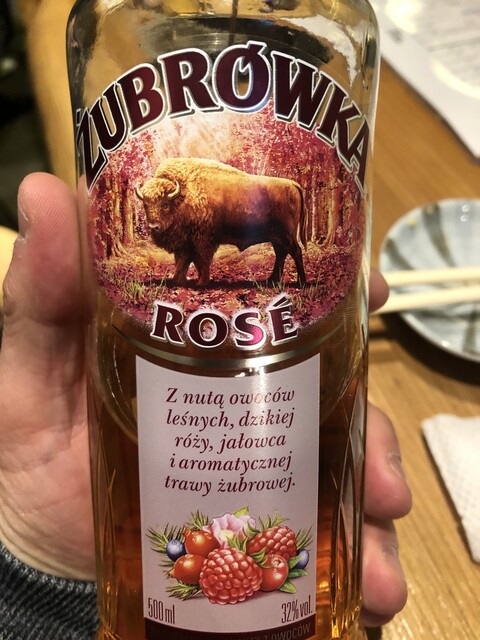 ŻUBRÓWKA
ROSÉ
Z nutą owoców
leśnych, dzikiej
róży, jałowca
i aromatycznej
trawy żubrowej.
500 ml 32% vol.